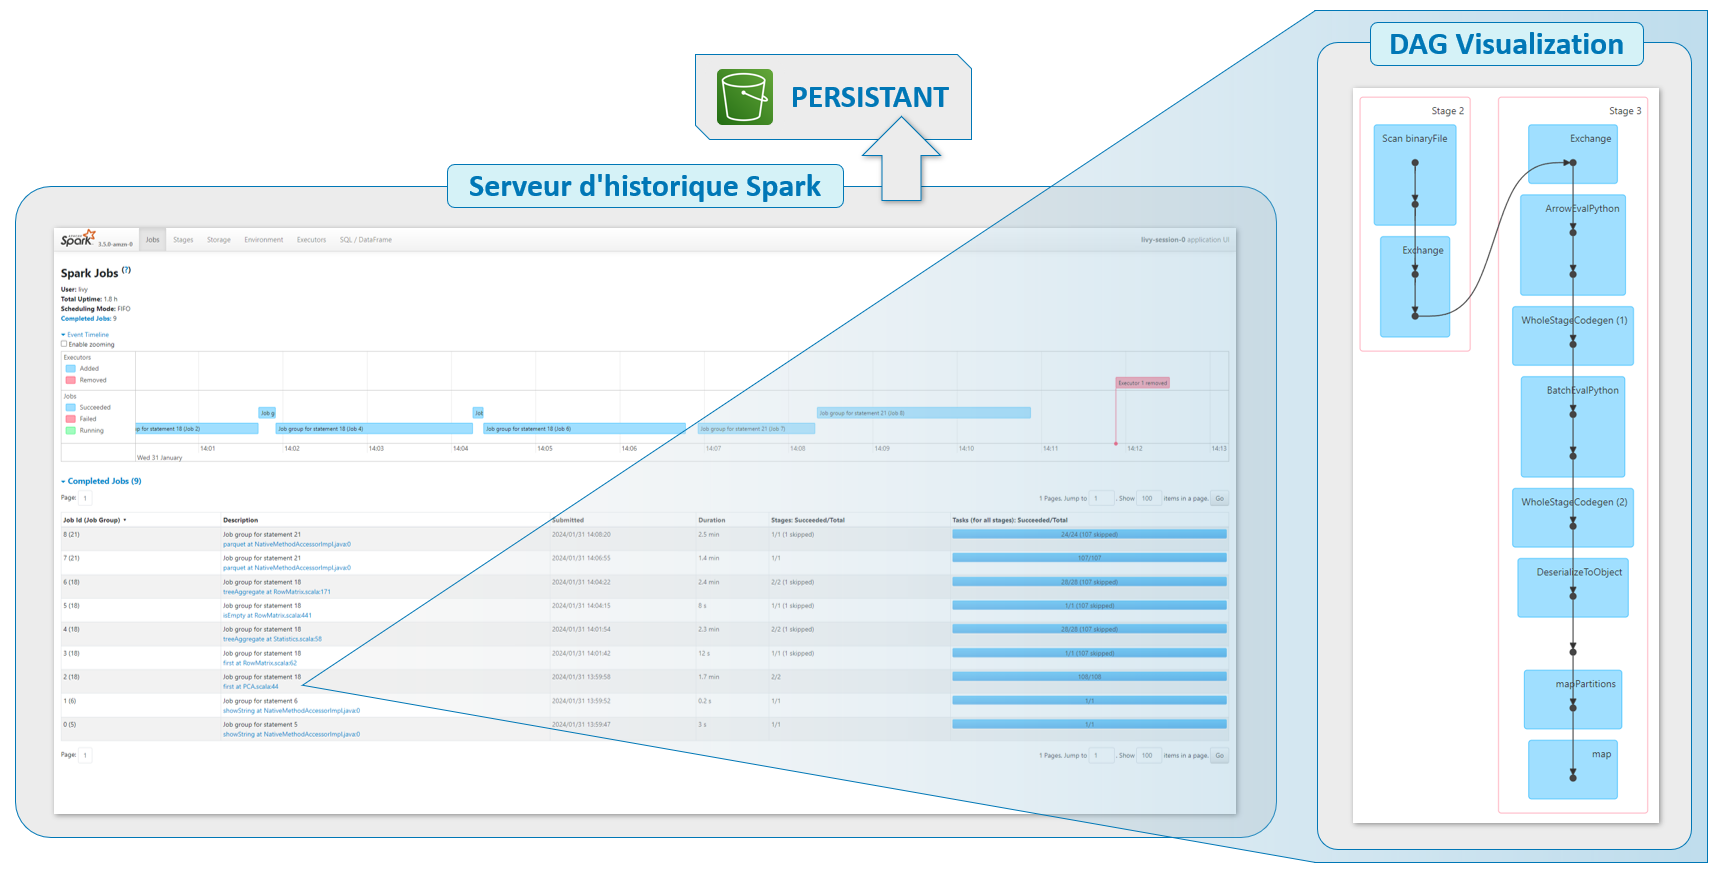 PERSISTANT
Serveur d'historique Spark
APACHE Spark 3.5.0-amzn-0 Jobs Stages Storage Environment Executors SQL / DataFrame livy-session-0 application UI
Spark Jobs (?)
User: livy
Total Uptime: 1.8 h
Scheduling Mode: FIFO
Completed Jobs: 9
Event Timeline
Enable zooming
Executors
Added
Removed
Executor 1 removed
Jobs
Succeeded
Failed
Running
Job g
Job
Job group for statement 21 (Job 8)
p for statement 18 (Job 2)
Job group for statement 18 (Job 4)
Job group for statement 18 (Job 6)
Job group for statement 21 (Job 7)
14:01 14:02 14:03 14:04 14:05 14:06 14:07 14:08 14:09 14:10 14:11 14:12 14:13
Wed 31 January
Completed Jobs (9)
Page: 1 1 Pages. Jump to 1 . Show 100 items in a page. Go
Job Id (Job Group) Description Submitted Duration Stages: Succeeded/Total Tasks (for all stages): Succeeded/Total
8 (21) Job group for statement 21 2024/01/31 14:08:20 2.5 min 1/1 (1 skipped) 24/24 (107 skipped)
parquet at NativeMethodAccessorImpl.java:0
7 (21) Job group for statement 21 2024/01/31 14:06:55 1.4 min 1/1 107/107
parquet at NativeMethodAccessorImpl.java:0
6 (18) Job group for statement 18 2024/01/31 14:04:22 2.4 min 2/2 (1 skipped) 28/28 (107 skipped)
treeAggregate at RowMatrix.scala:171
5 (18) Job group for statement 18 2024/01/31 14:04:15 8 s 1/1 (1 skipped) 1/1 (107 skipped)
isEmpty at RowMatrix.scala:441
4 (18) Job group for statement 18 2024/01/31 14:01:54 2.3 min 2/2 (1 skipped) 28/28 (107 skipped)
treeAggregate at Statistics.scala:58
3 (18) Job group for statement 18 2024/01/31 14:01:42 12 s 1/1 (1 skipped) 1/1 (107 skipped)
first at RowMatrix.scala:62
2 (18) Job group for statement 18 2024/01/31 13:59:58 1.7 min 2/2 108/108
first at PCA.scala:44
1 (6) Job group for statement 6 2024/01/31 13:59:52 0.2 s 1/1 1/1
showString at NativeMethodAccessorImpl.java:0
0 (5) Job group for statement 5 2024/01/31 13:59:47 3 s 1/1 1/1
showString at NativeMethodAccessorImpl.java:0
Page: 1 1 Pages. Jump to 1 . Show 100 items in a page. Go
DAG Visualization
Stage 2
Scan binaryFile
Exchange
Stage 3
Exchange
ArrowEvalPython
WholeStageCodegen (1)
BatchEvalPython
WholeStageCodegen (2)
DeserializeToObject
mapPartitions
map